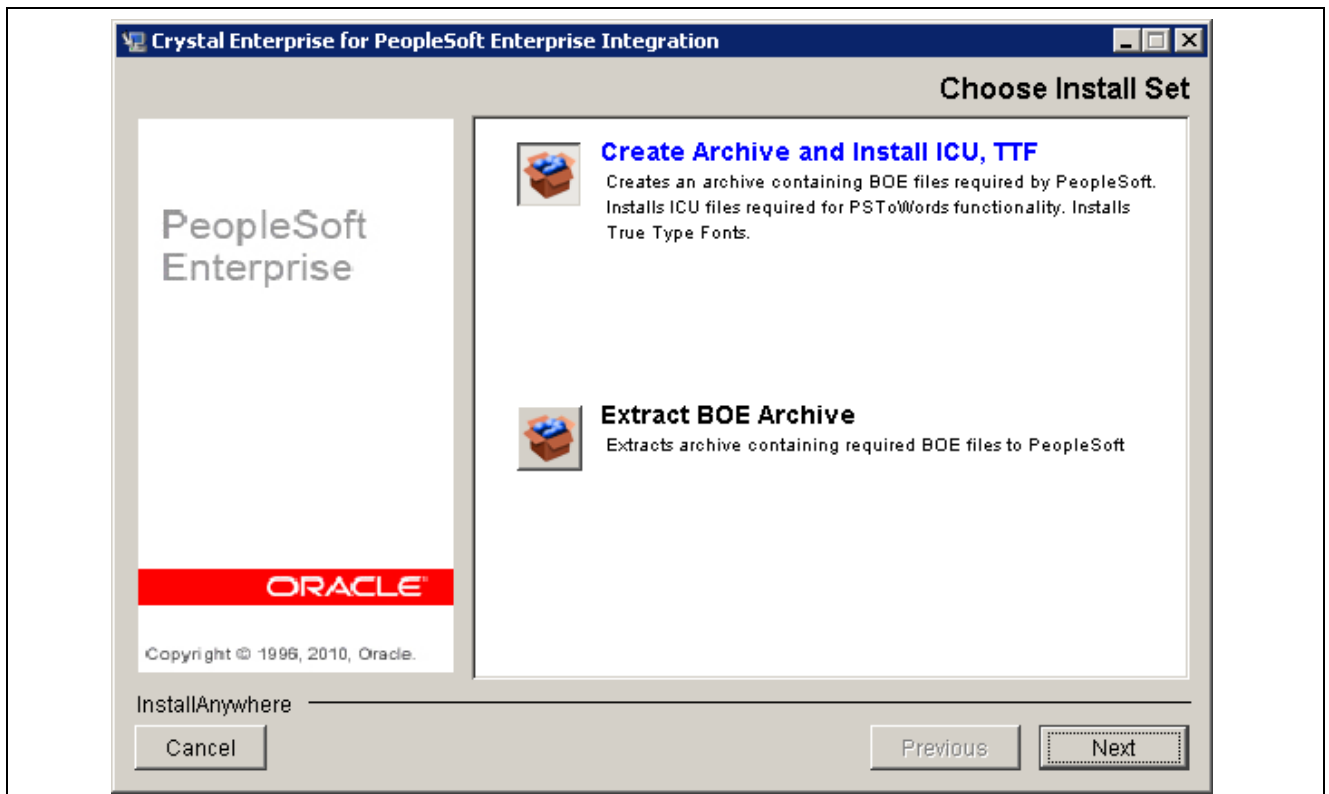 Crystal Enterprise for PeopleSoft Enterprise Integration
Choose Install Set
PeopleSoft
Enterprise
ORACLE
Copyright © 1996, 2010, Oracle.
Create Archive and Install ICU, TTF
Creates an archive containing BOE files required by PeopleSoft.
Installs ICU files required for PSToWords functionality. Installs
True Type Fonts.
Extract BOE Archive
Extracts archive containing required BOE files to PeopleSoft
InstallAnywhere
Cancel
Previous
Next